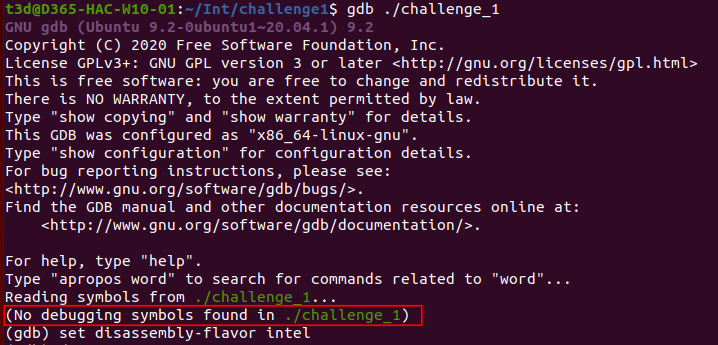 t3d@D365-HAC-W10-01:~/Int/challenge1$ gdb ./challenge_1
GNU gdb (Ubuntu 9.2-0ubuntu1~20.04.1) 9.2
Copyright (C) 2020 Free Software Foundation, Inc.
License GPLv3+: GNU GPL version 3 or later <http://gnu.org/licenses/gpl.html>
This is free software: you are free to change and redistribute it.
There is NO WARRANTY, to the extent permitted by law.
Type "show copying" and "show warranty" for details.
This GDB was configured as "x86_64-linux-gnu".
Type "show configuration" for configuration details.
For bug reporting instructions, please see:
<http://www.gnu.org/software/gdb/bugs/>.
Find the GDB manual and other documentation resources online at:
    <http://www.gnu.org/software/gdb/documentation/>.

For help, type "help".
Type "apropos word" to search for commands related to "word"...
Reading symbols from ./challenge_1...
(No debugging symbols found in ./challenge_1)
(gdb) set disassembly-flavor intel